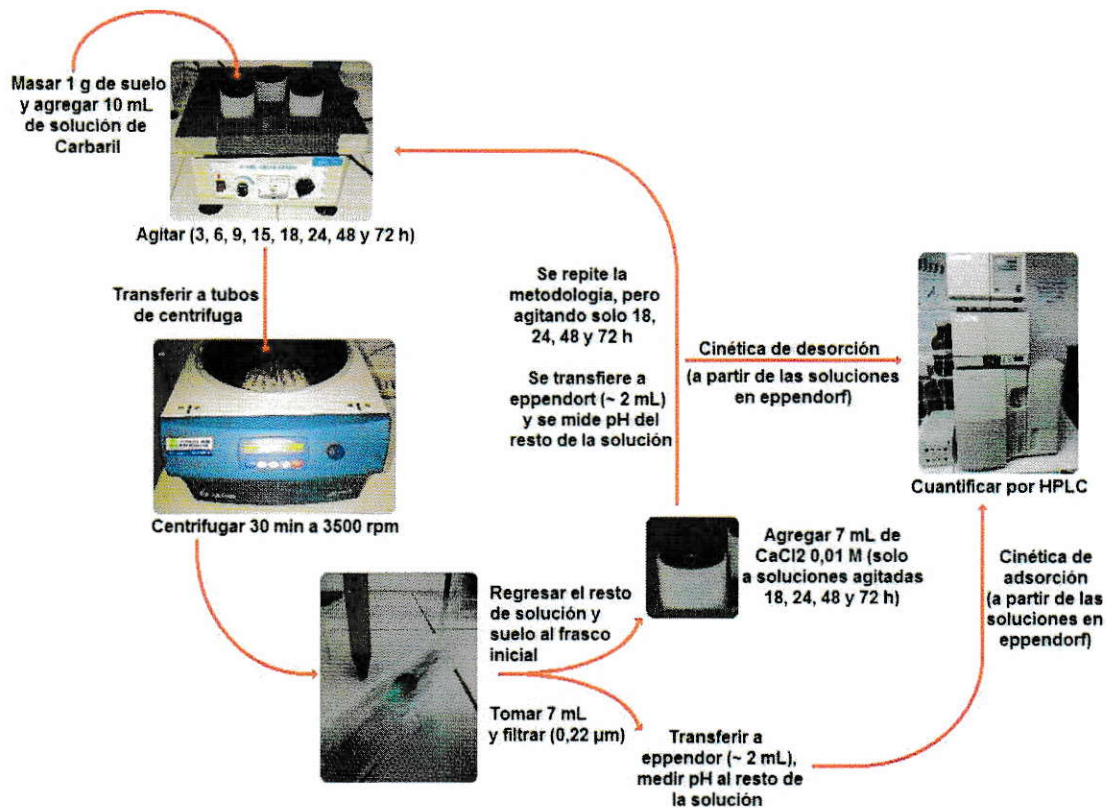 Masar 1 g de suelo
y agregar 10 mL
de solución de
Carbaril
Agitar (3, 6, 9, 15, 18, 24, 48 y 72 h)
Transferir a tubos
de centrifuga
Centrifugar 30 min a 3500 rpm
Regresar el resto
de solución y
suelo al frasco
inicial
Tomar 7 mL
y filtrar (0,22 µm)
Agregar 7 mL de
CaCl2 0,01 M (solo
a soluciones agitadas
18, 24, 48 y 72 h)
Se repite la
metodología, pero
agitando solo 18,
24, 48 y 72 h
Se transfiere a
eppendort (~ 2 mL)
y se mide pH del
resto de la solución
Cinética de desorción
(a partir de las soluciones
en eppendorf)
Transferir a
eppendor (~ 2 mL),
medir pH al resto de
la solución
Cinética de
adsorción
(a partir de las
soluciones en
eppendorf)
Cuantificar por HPLC